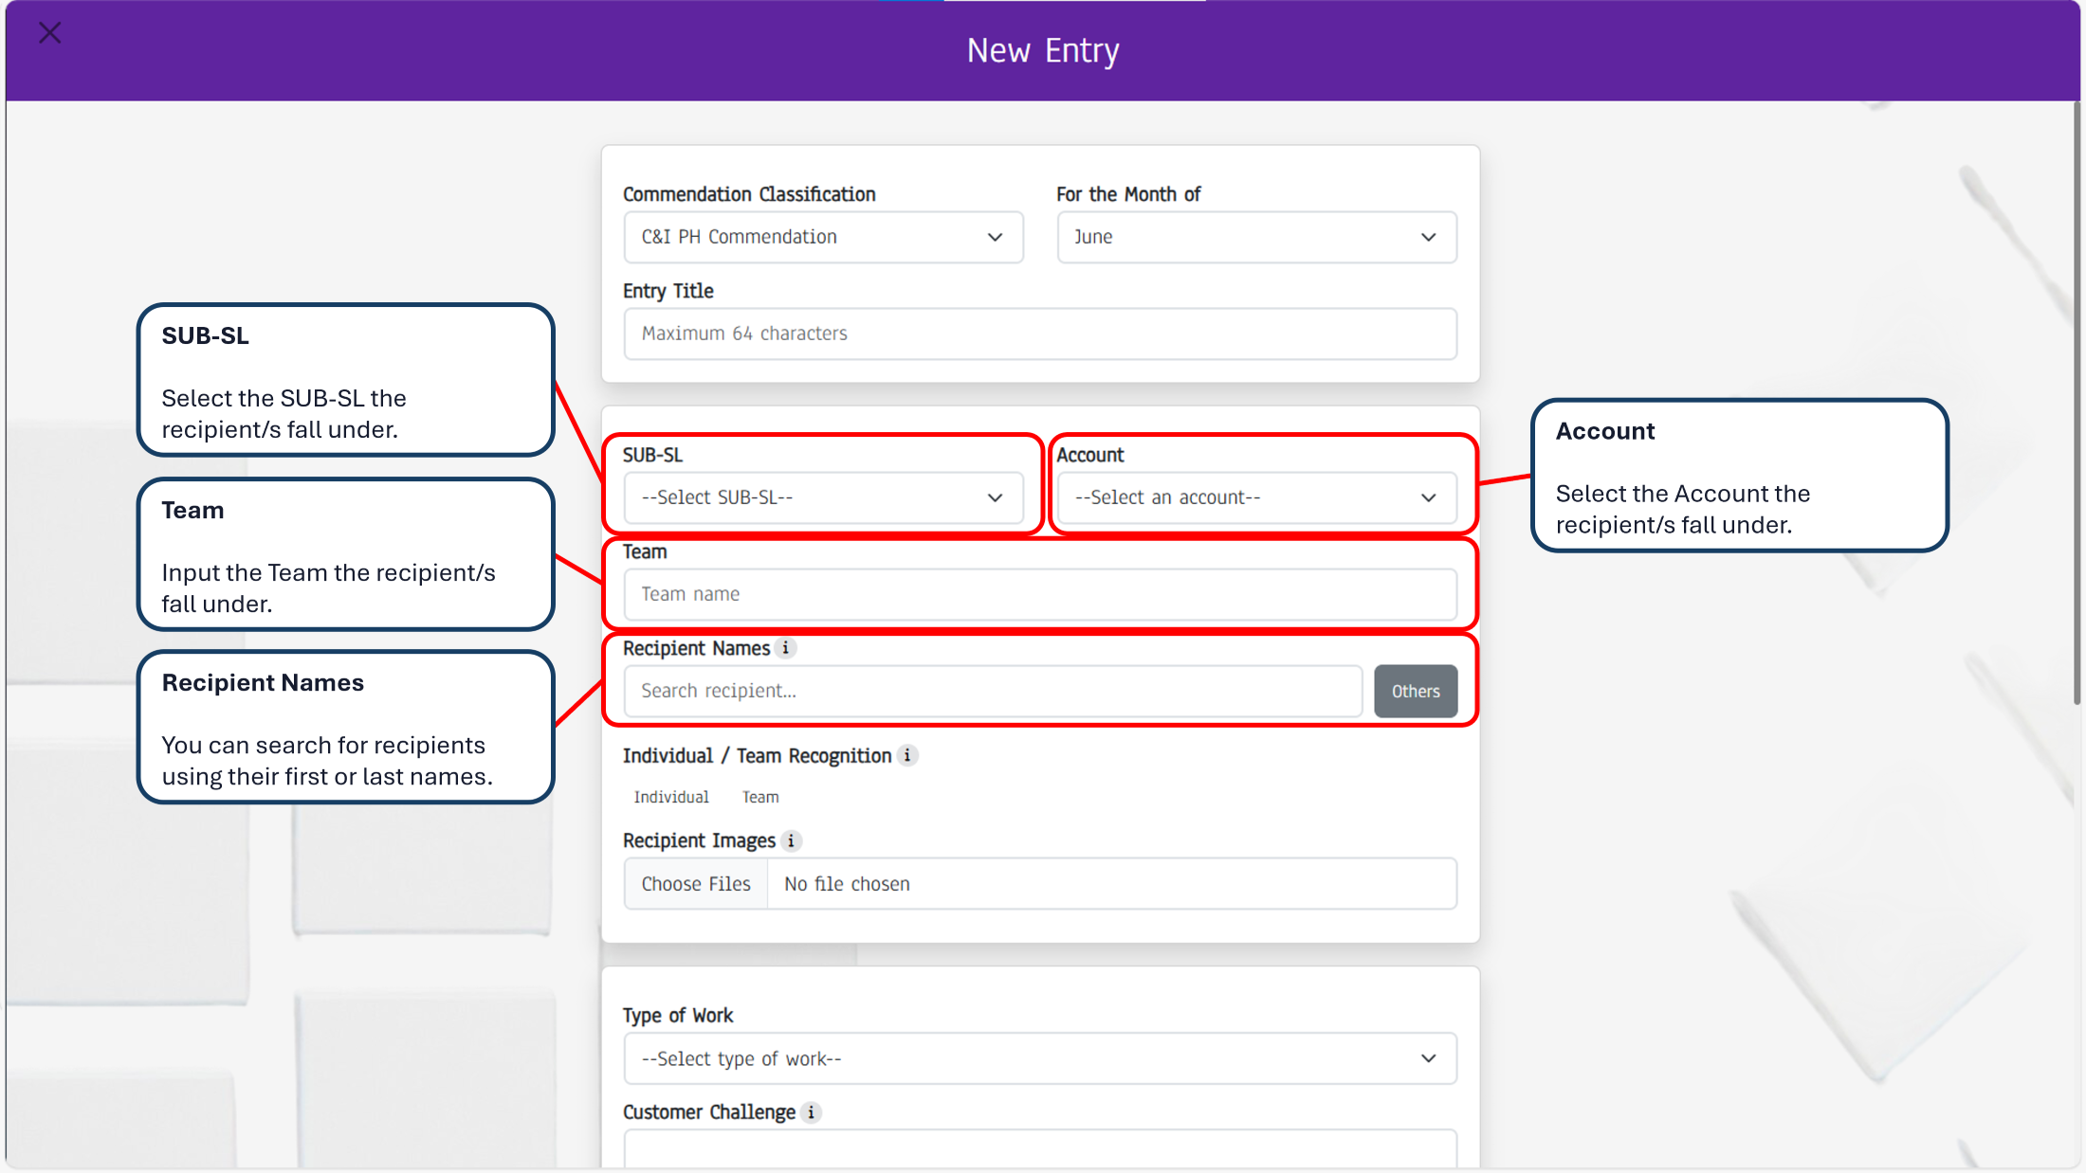 New Entry
Commendation Classification
C&I PH Commendation
For the Month of
June
Entry Title
Maximum 64 characters
SUB-SL
Select the SUB-SL the
recipient/s fall under.
Team
Input the Team the recipient/s
fall under.
Recipient Names
You can search for recipients
using their first or last names.
SUB-SL
--Select SUB-SL--
Account
--Select an account--
Account
Select the Account the
recipient/s fall under.
Team
Team name
Recipient Names i
Search recipient...
Others
Individual / Team Recognition i
Individual Team
Recipient Images i
Choose Files No file chosen
Type of Work
--Select type of work--
Customer Challenge i